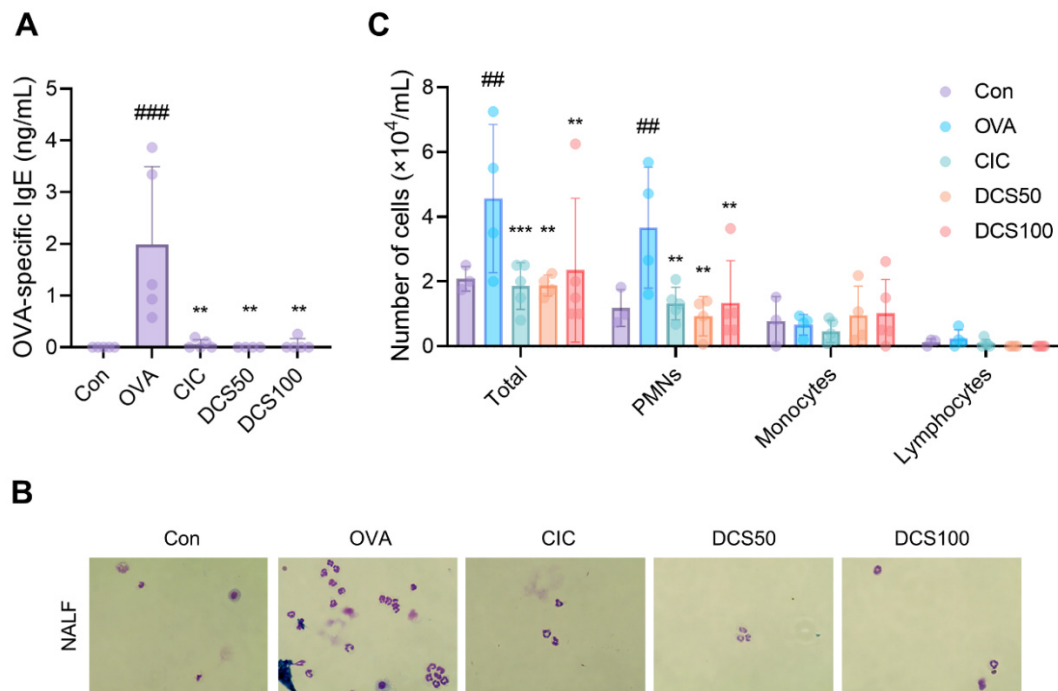 A
OVA-specific IgE (ng/mL)
5
4
3
2
1
0
###
**
**
**
Con
OVA
CIC
DCS50
DCS100
C
Number of cells (×10⁴/mL)
8
6
4
2
0
##
***
**
**
##
**
**
**
Total
PMNs
Monocytes
Lymphocytes
Con
OVA
CIC
DCS50
DCS100
B
Con OVA CIC DCS50 DCS100
NALF